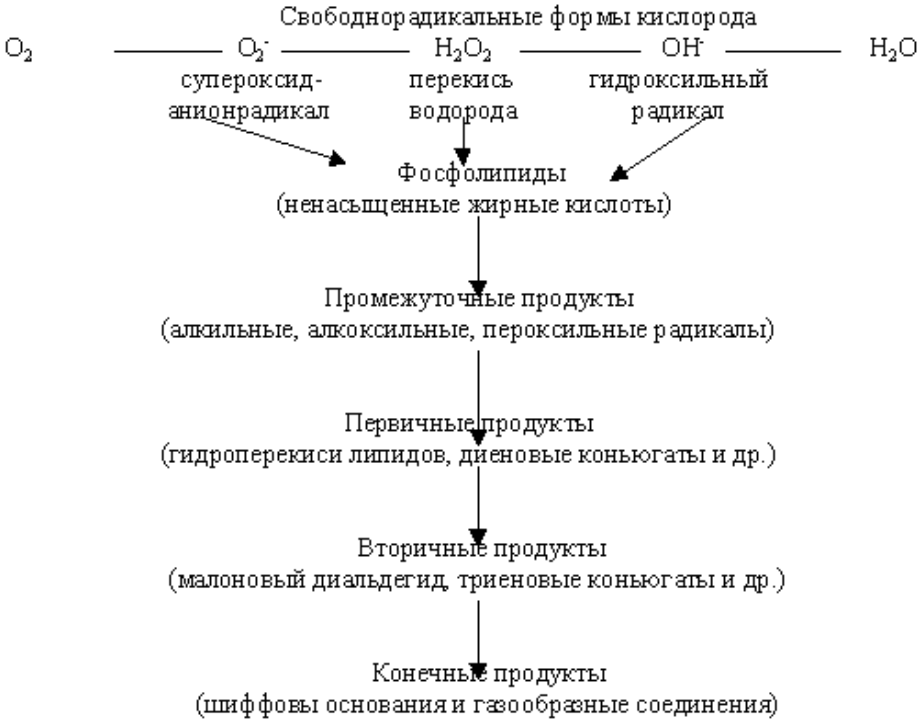 Свободнорадикальные формы кислорода
O₂ O₂⁻ H₂O₂ OH⁻ H₂O
супероксид- перекись гидроксильный
анионрадикал водорода радикал
Фосфолипиды
(ненасыщенные жирные кислоты)
Промежуточные продукты
(алкильные, алкоксильные, пероксильные радикалы)
Первичные продукты
(гидроперекиси липидов, диеновые коньюгаты и др.)
Вторичные продукты
(малоновый диальдегид, триеновые коньюгаты и др.)
Конечные продукты
(шиффовы основания и газообразные соединения)